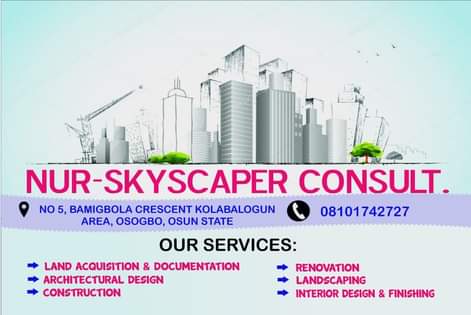 NUR-SKYSCAPER CONSULT.
NO 5, BAMIGBOLA CRESCENT KOLABALOGUN
AREA, OSOGBO, OSUN STATE
08101742727
OUR SERVICES:
LAND ACQUISITION & DOCUMENTATION
ARCHITECTURAL DESIGN
CONSTRUCTION
RENOVATION
LANDSCAPING
INTERIOR DESIGN & FINISHING